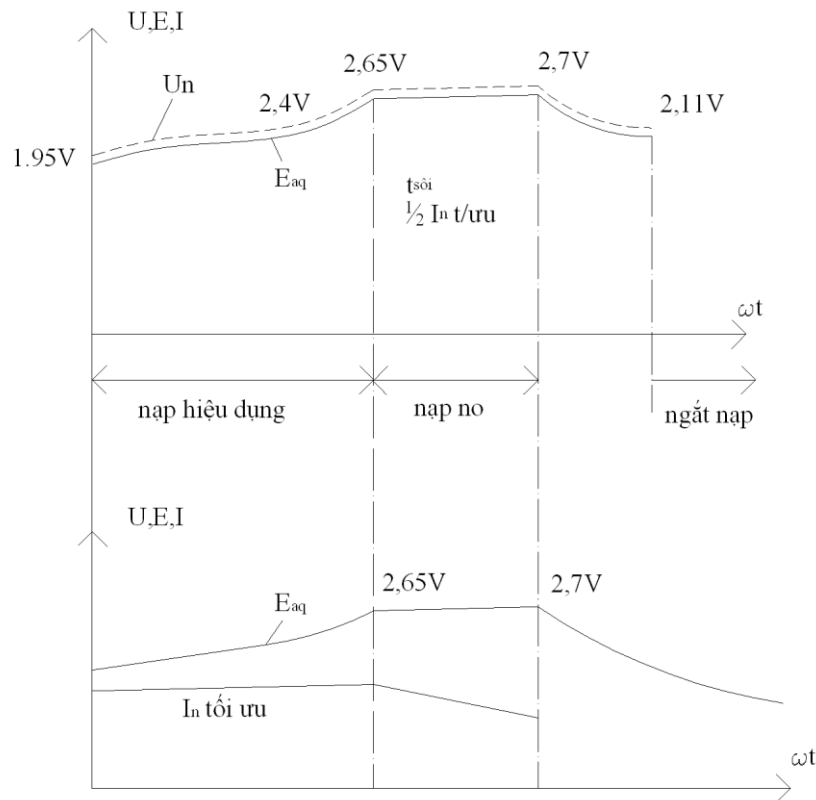 U,E,I
2,65V
2,7V
Un
2,4V
2,11V
1.95V
Eaq
tsôi
½ In t/ưu
ωt
nạp hiệu dụng
nạp no
ngắt nạp
U,E,I
2,65V
2,7V
Eaq
In tối ưu
ωt